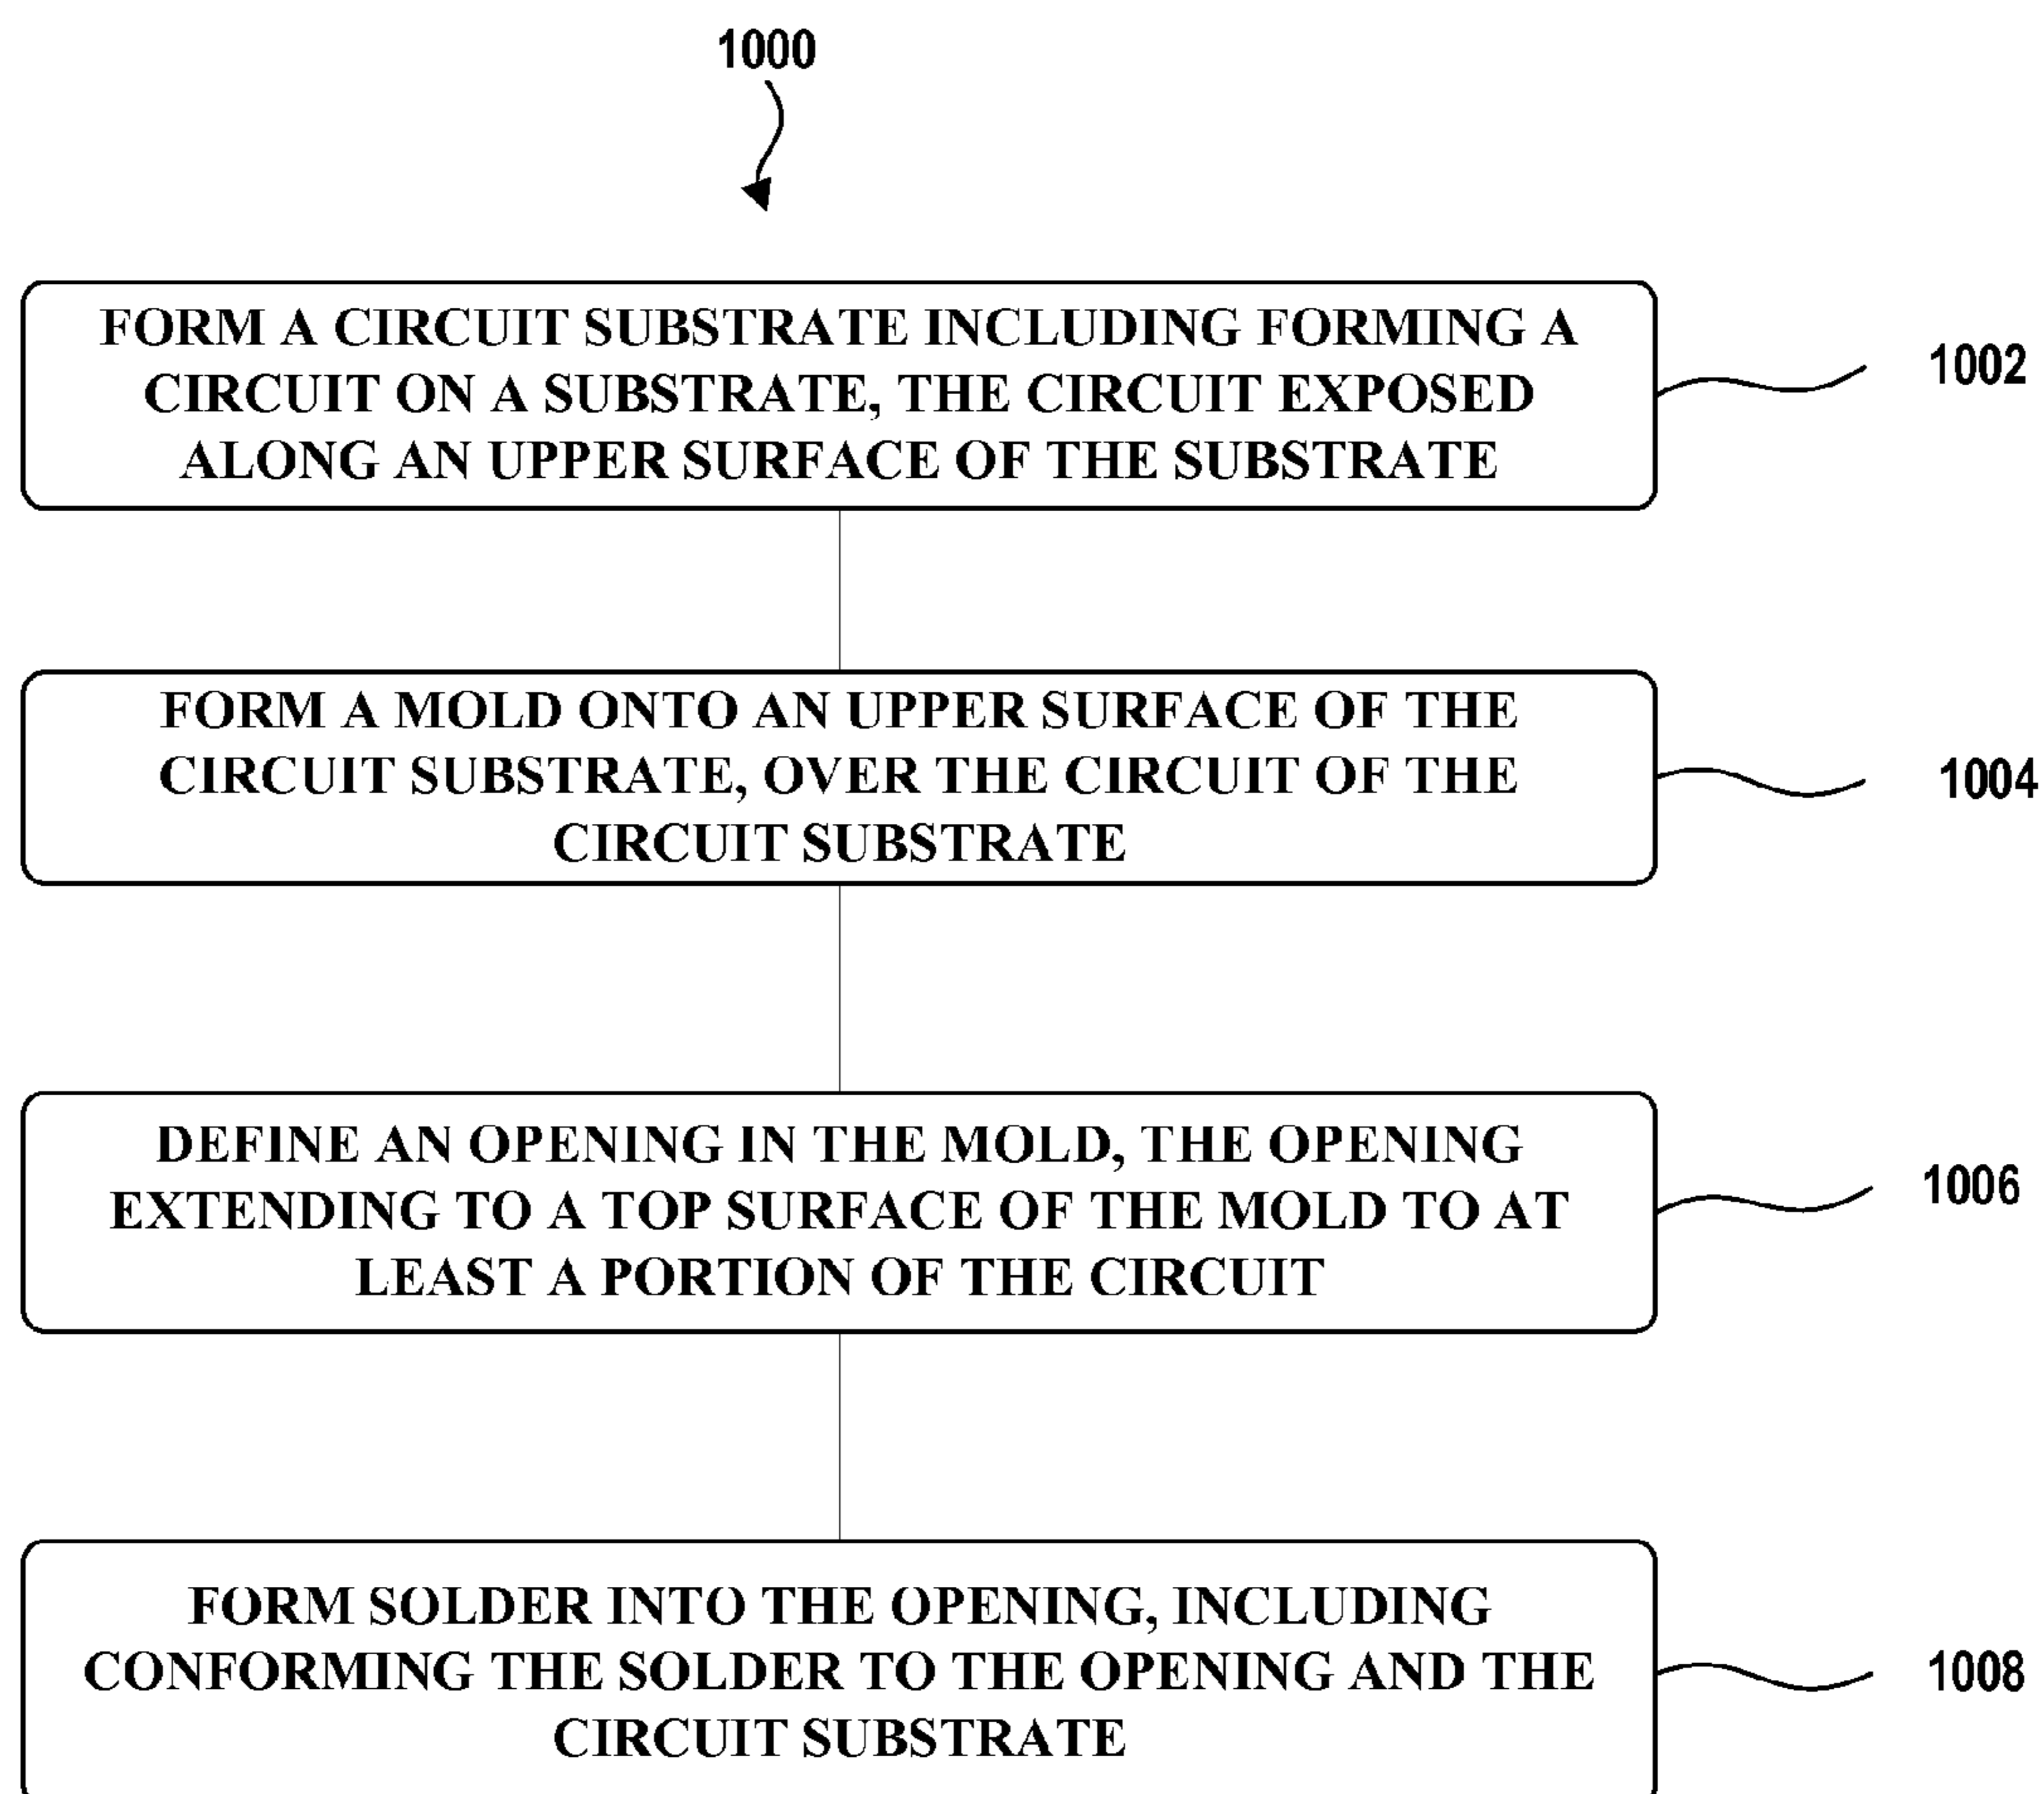 1000
FORM A CIRCUIT SUBSTRATE INCLUDING FORMING A
CIRCUIT ON A SUBSTRATE, THE CIRCUIT EXPOSED
ALONG AN UPPER SURFACE OF THE SUBSTRATE
1002
FORM A MOLD ONTO AN UPPER SURFACE OF THE
CIRCUIT SUBSTRATE, OVER THE CIRCUIT OF THE
CIRCUIT SUBSTRATE
1004
DEFINE AN OPENING IN THE MOLD, THE OPENING
EXTENDING TO A TOP SURFACE OF THE MOLD TO AT
LEAST A PORTION OF THE CIRCUIT
1006
FORM SOLDER INTO THE OPENING, INCLUDING
CONFORMING THE SOLDER TO THE OPENING AND THE
CIRCUIT SUBSTRATE
1008